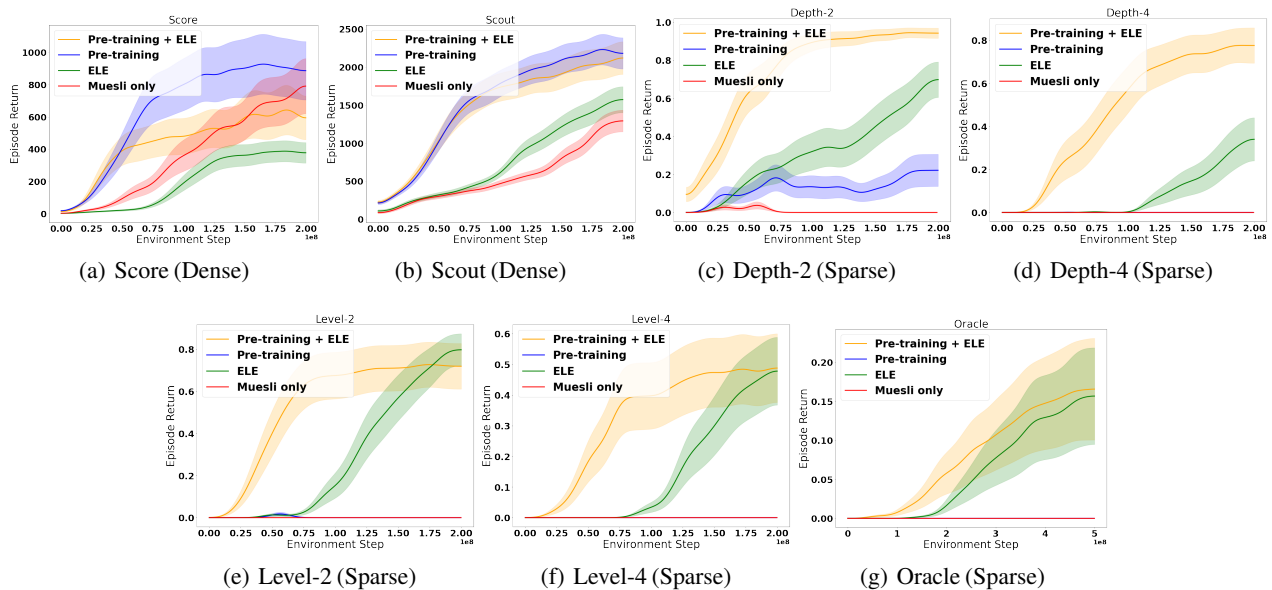 Score
Pre-training + ELE
Pre-training
ELE
Muesli only
Episode Return
1000
800
600
400
200
0
0.00 0.25 0.50 0.75 1.00 1.25 1.50 1.75 2.00
Environment Step
1e8
(a) Score (Dense)
Scout
Pre-training + ELE
Pre-training
ELE
Muesli only
Episode Return
2500
2000
1500
1000
500
0
0.00 0.25 0.50 0.75 1.00 1.25 1.50 1.75 2.00
Environment Step
1e8
(b) Scout (Dense)
Depth-2
Pre-training + ELE
Pre-training
ELE
Muesli only
Episode Return
1.0
0.8
0.6
0.4
0.2
0.0
0.00 0.25 0.50 0.75 1.00 1.25 1.50 1.75 2.00
Environment Step
1e8
(c) Depth-2 (Sparse)
Depth-4
Pre-training + ELE
Pre-training
ELE
Muesli only
Episode Return
0.8
0.6
0.4
0.2
0.0
0.00 0.25 0.50 0.75 1.00 1.25 1.50 1.75 2.00
Environment Step
1e8
(d) Depth-4 (Sparse)
Level-2
Pre-training + ELE
Pre-training
ELE
Muesli only
Episode Return
0.8
0.6
0.4
0.2
0.0
0.00 0.25 0.50 0.75 1.00 1.25 1.50 1.75 2.00
Environment Step
1e8
(e) Level-2 (Sparse)
Level-4
Pre-training + ELE
Pre-training
ELE
Muesli only
Episode Return
0.6
0.5
0.4
0.3
0.2
0.1
0.0
0.00 0.25 0.50 0.75 1.00 1.25 1.50 1.75 2.00
Environment Step
1e8
(f) Level-4 (Sparse)
Oracle
Pre-training + ELE
Pre-training
ELE
Muesli only
Episode Return
0.20
0.15
0.10
0.05
0.00
0 1 2 3 4 5
Environment Step
1e8
(g) Oracle (Sparse)